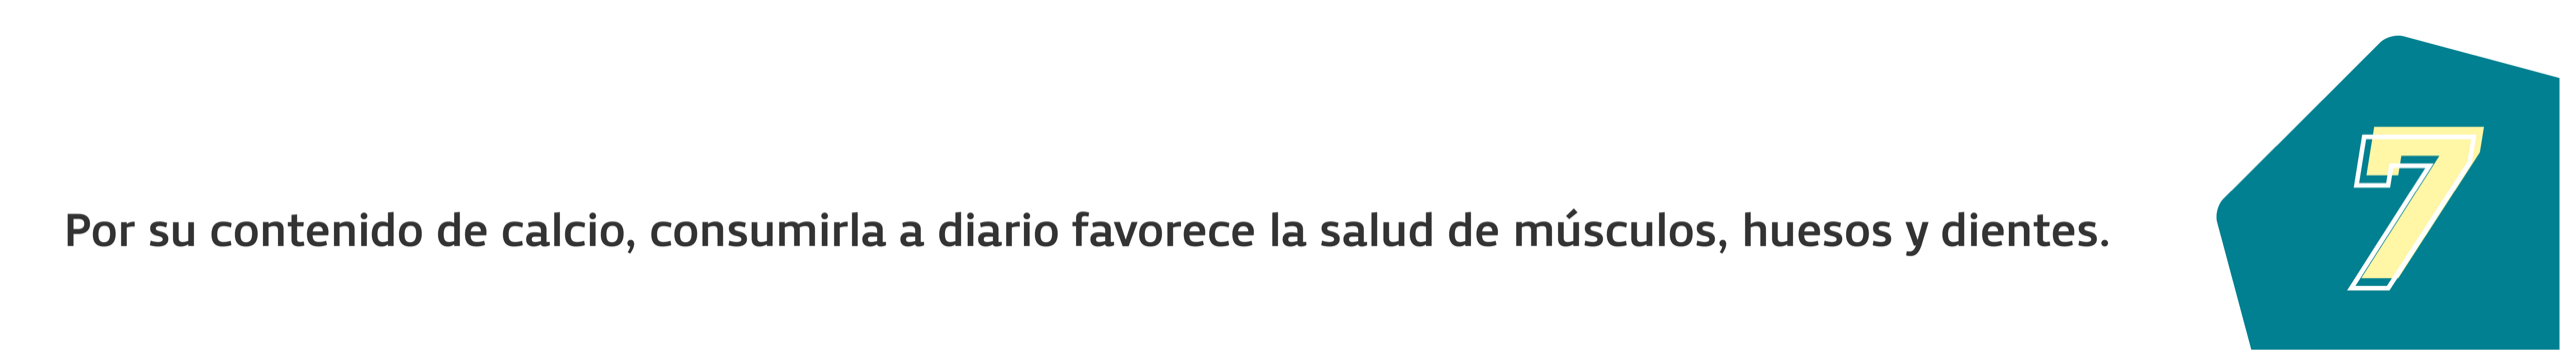 Por su contenido de calcio, consumirla a diario favorece la salud de músculos, huesos y dientes.
7